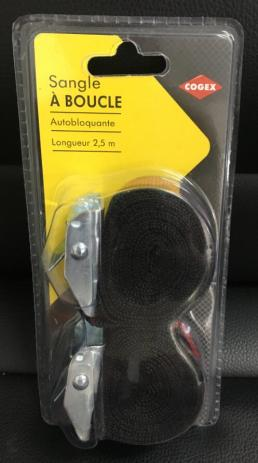 Sangle
À BOUCLE
Autobloquante
Longueur 2,5 m
COGEX